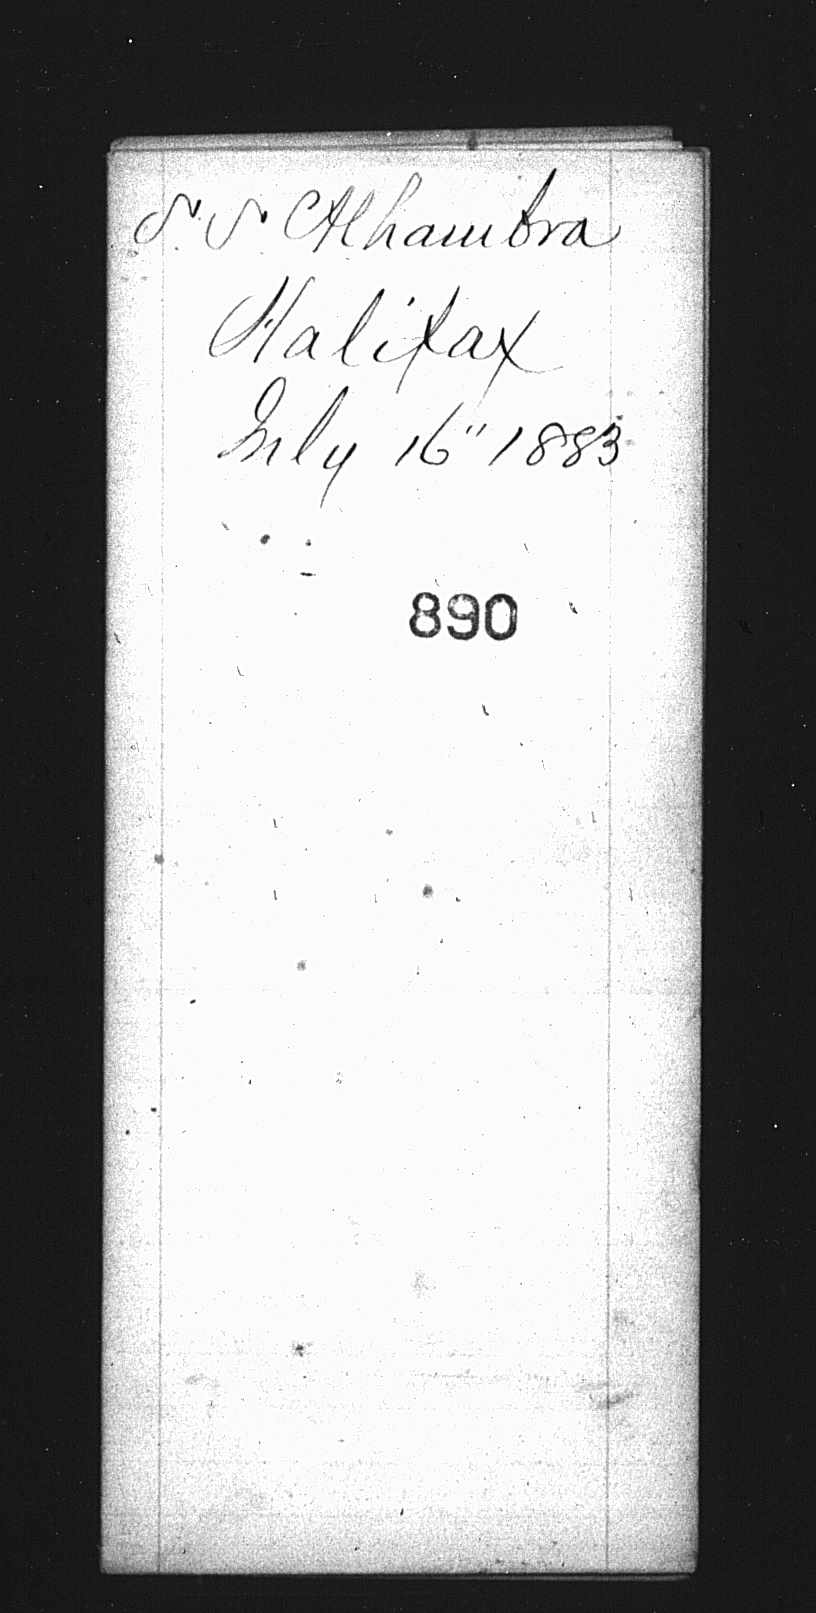 S. S. Alhambra
Halifax
July 16" 1883
890